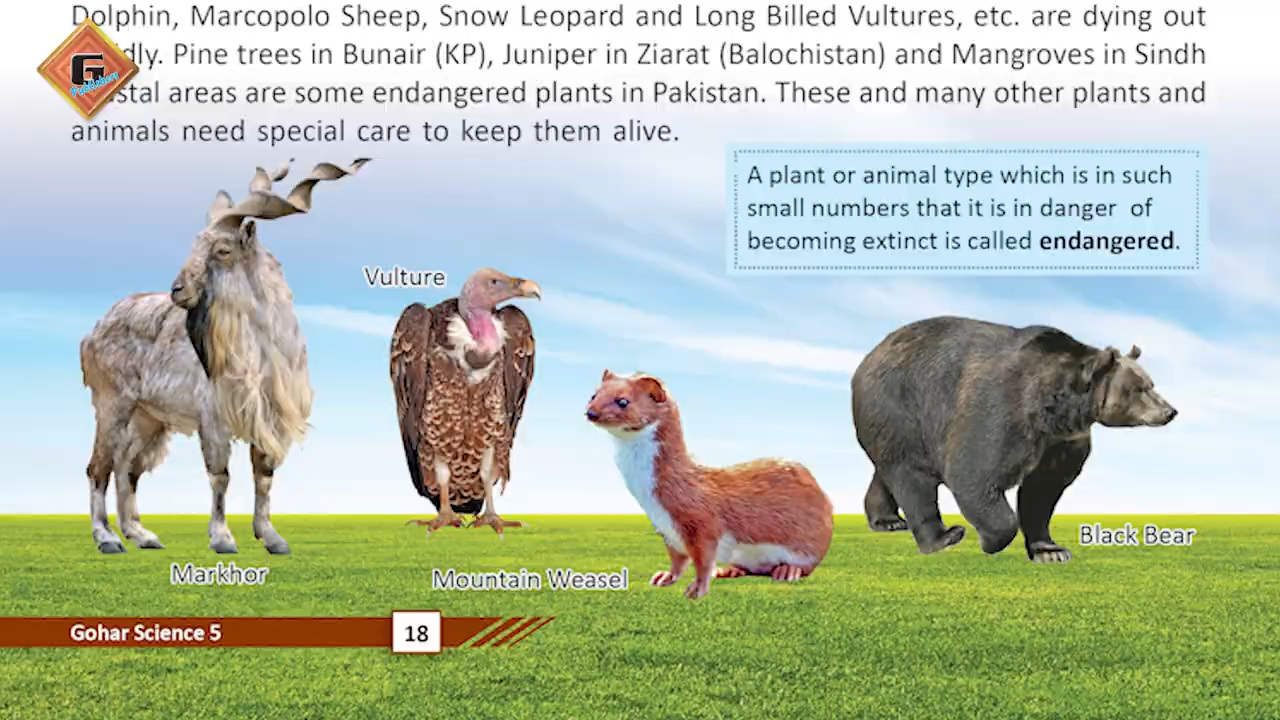 Dolphin, Marcopolo Sheep, Snow Leopard and Long Billed Vultures, etc. are dying out
dly. Pine trees in Bunair (KP), Juniper in Ziarat (Balochistan) and Mangroves in Sindh
stal areas are some endangered plants in Pakistan. These and many other plants and
animals need special care to keep them alive.
G
Publishers
A plant or animal type which is in such
small numbers that it is in danger of
becoming extinct is called endangered.
Vulture
Black Bear
Markhor
Mountain Weasel
Gohar Science 5
18